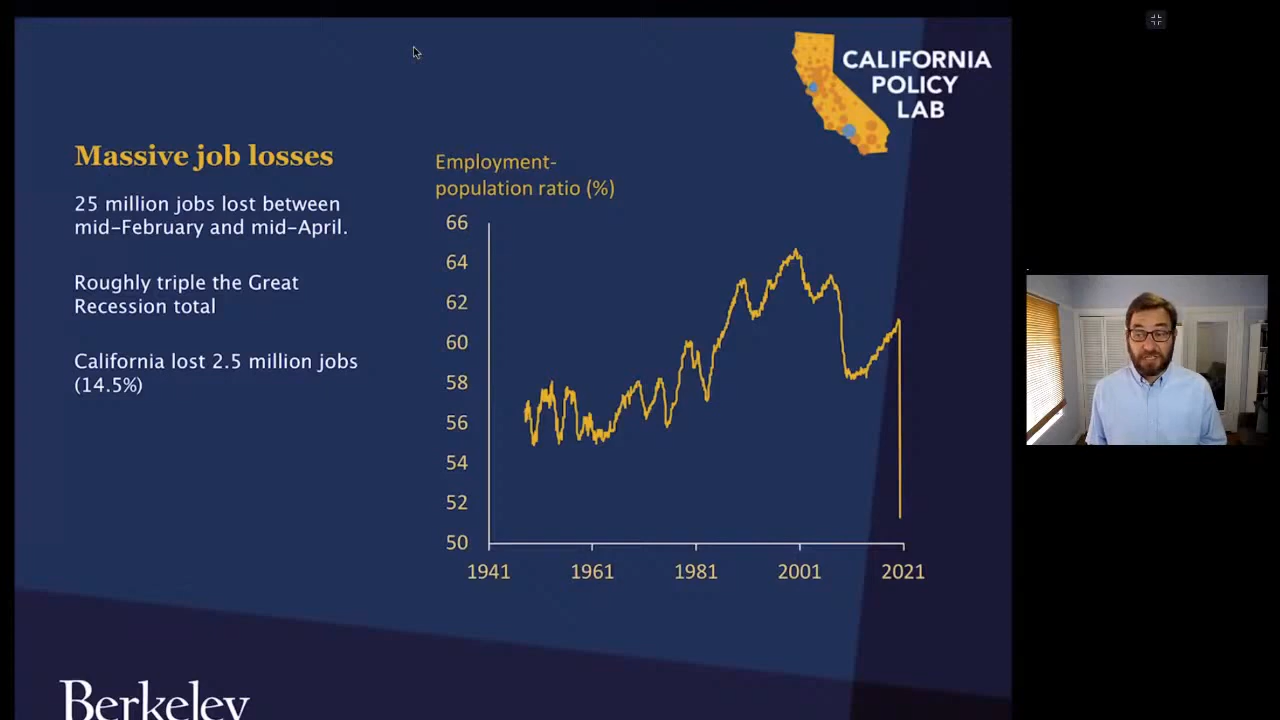 CALIFORNIA
POLICY
LAB
Massive job losses
25 million jobs lost between
mid-February and mid-April.
Roughly triple the Great
Recession total
California lost 2.5 million jobs
(14.5%)
Employment-
population ratio (%)
66
64
62
60
58
56
54
52
50
1941 1961 1981 2001 2021
Berkeley